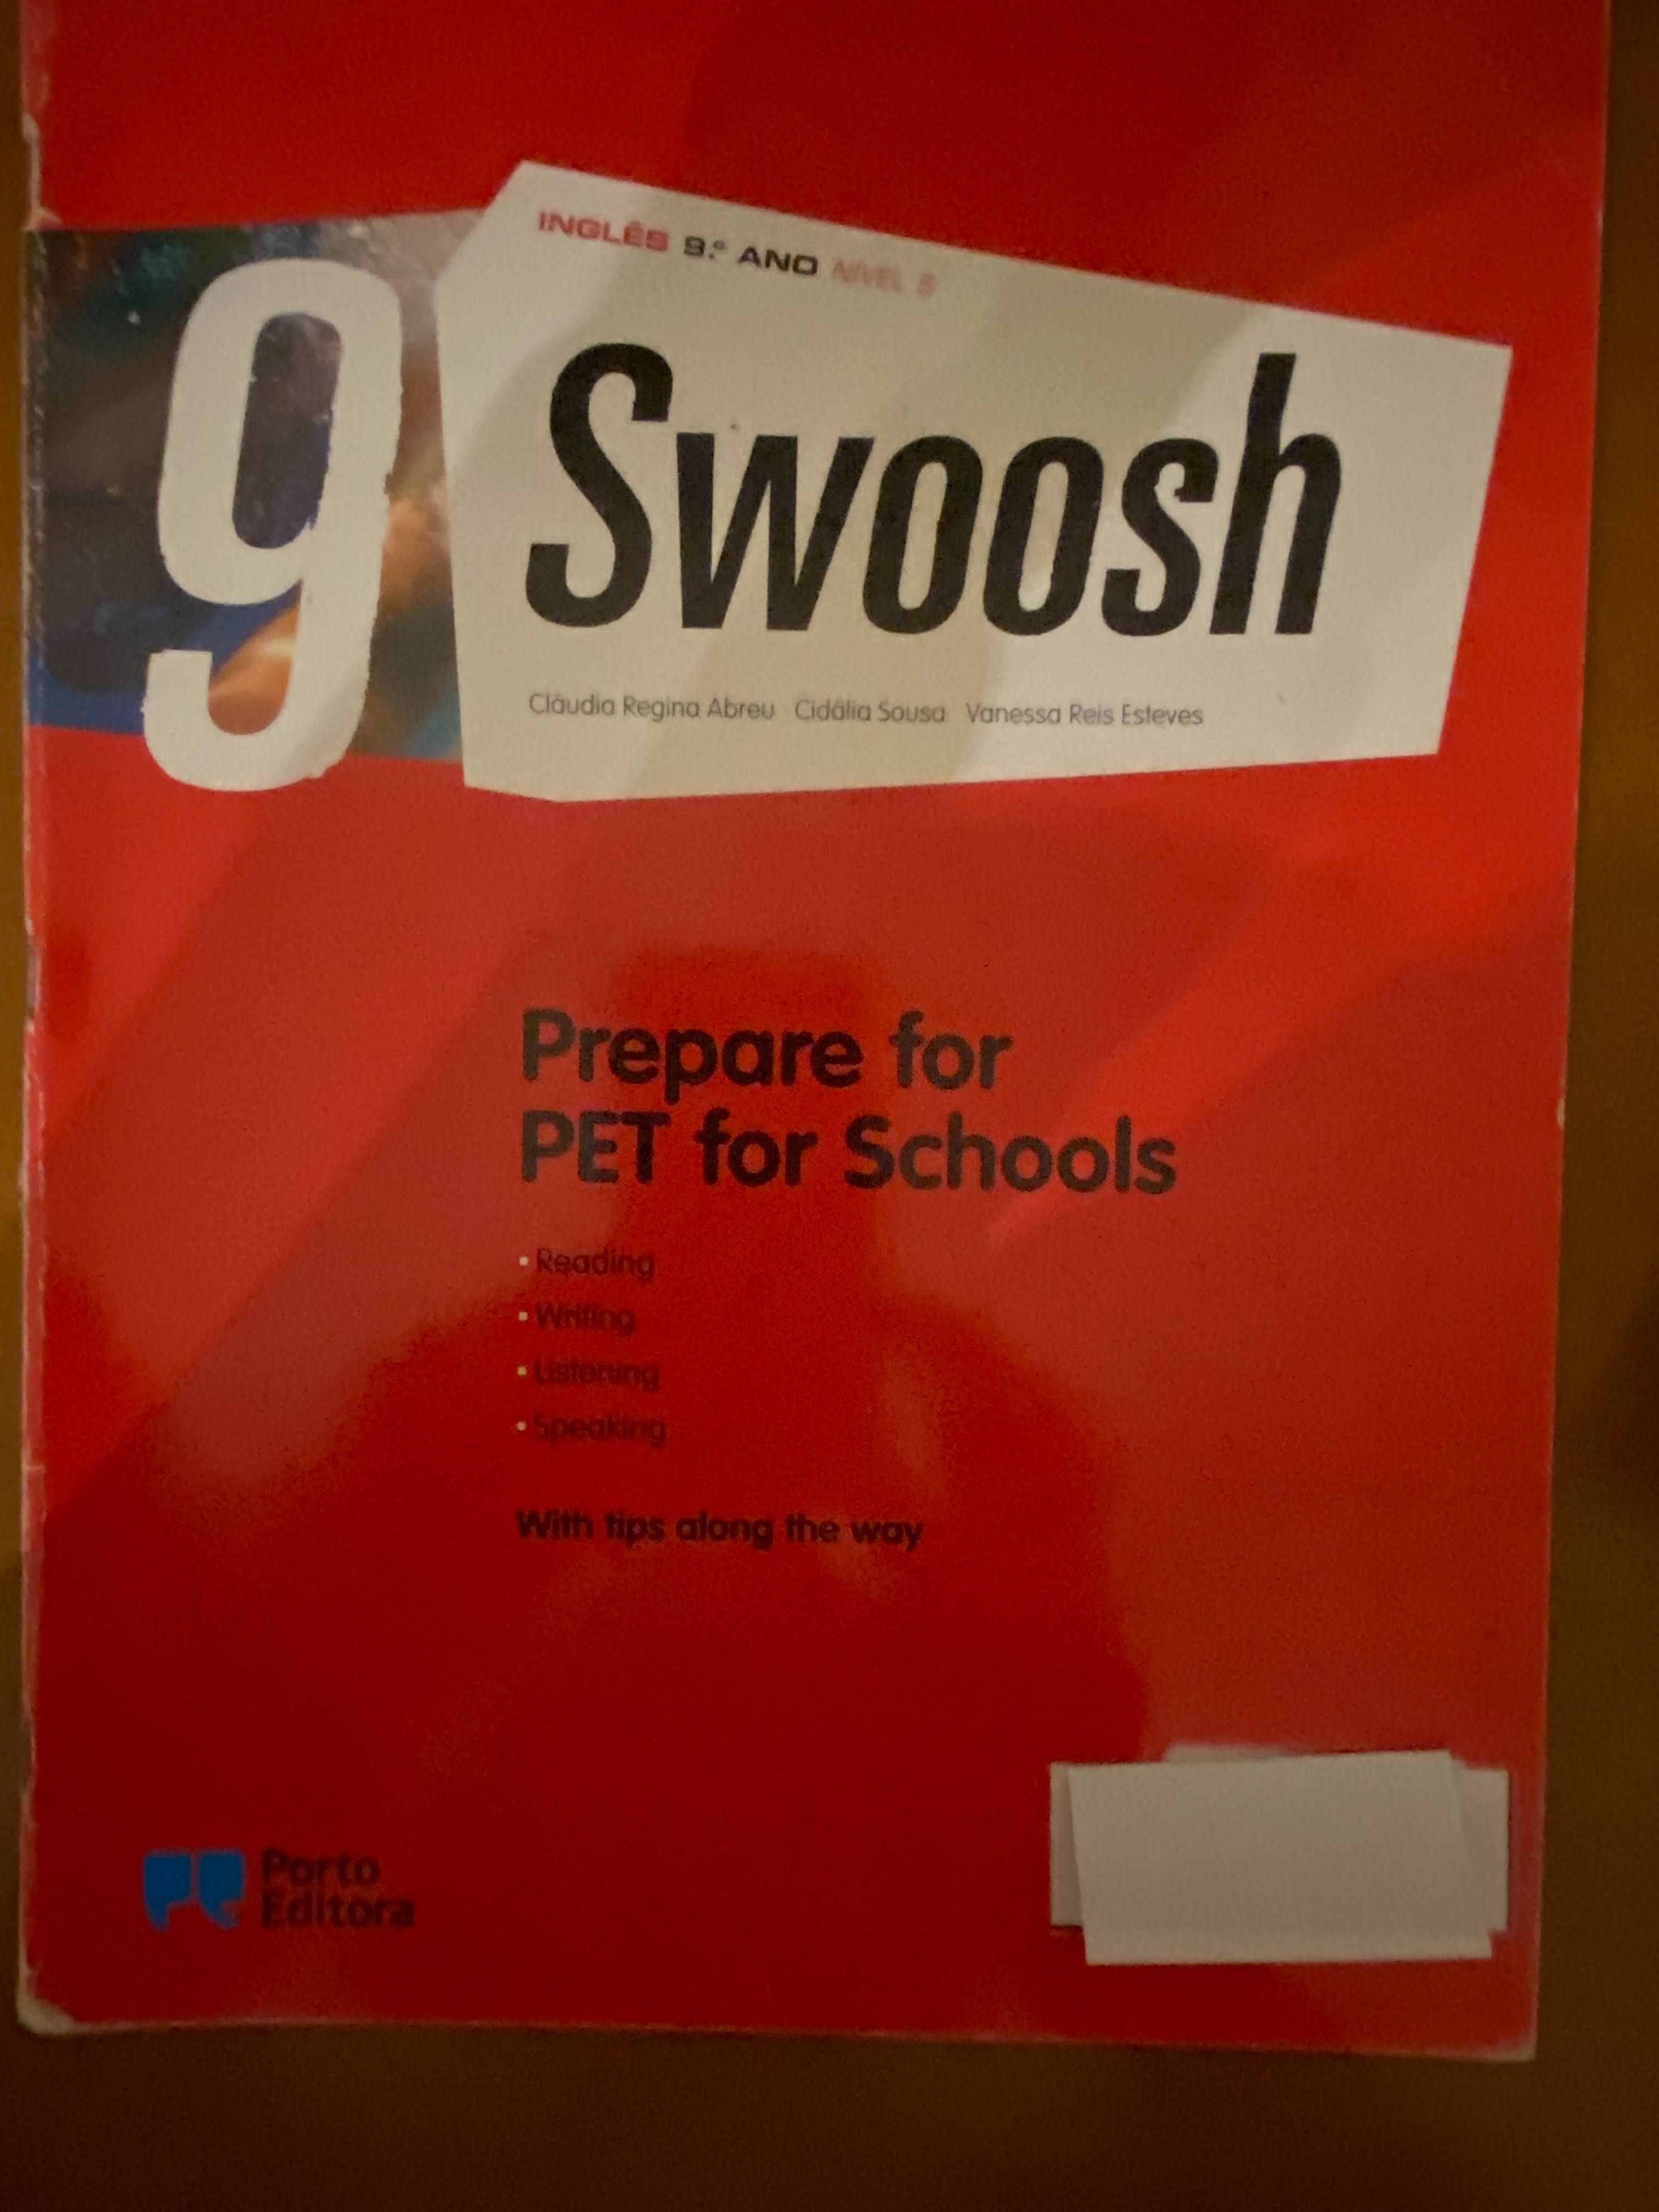 INGLÊS 9.º ANO NÍVEL 5
9
Swoosh
Cláudia Regina Abreu Cidália Sousa Vanessa Reis Esteves
Prepare for
PET for Schools
• Reading
• Writing
• Listening
• Speaking
With tips along the way
Porto
Editora